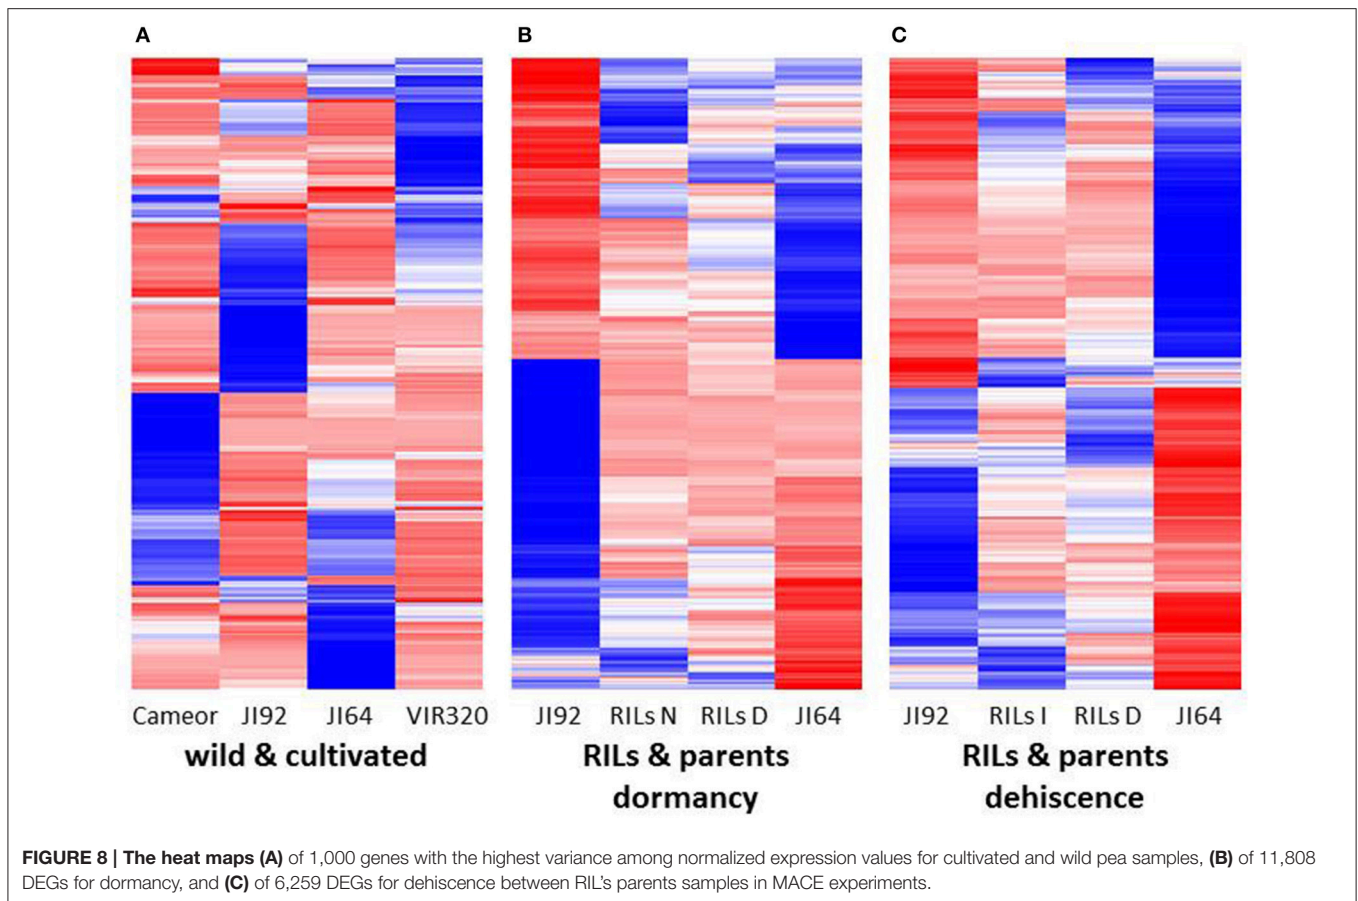 A
B
C
Cameor JI92 JI64 VIR320
wild & cultivated
JI92 RILs N RILs D JI64
RILs & parents
dormancy
JI92 RILs I RILs D JI64
RILs & parents
dehiscence
FIGURE 8 | The heat maps (A) of 1,000 genes with the highest variance among normalized expression values for cultivated and wild pea samples, (B) of 11,808
DEGs for dormancy, and (C) of 6,259 DEGs for dehiscence between RIL's parents samples in MACE experiments.